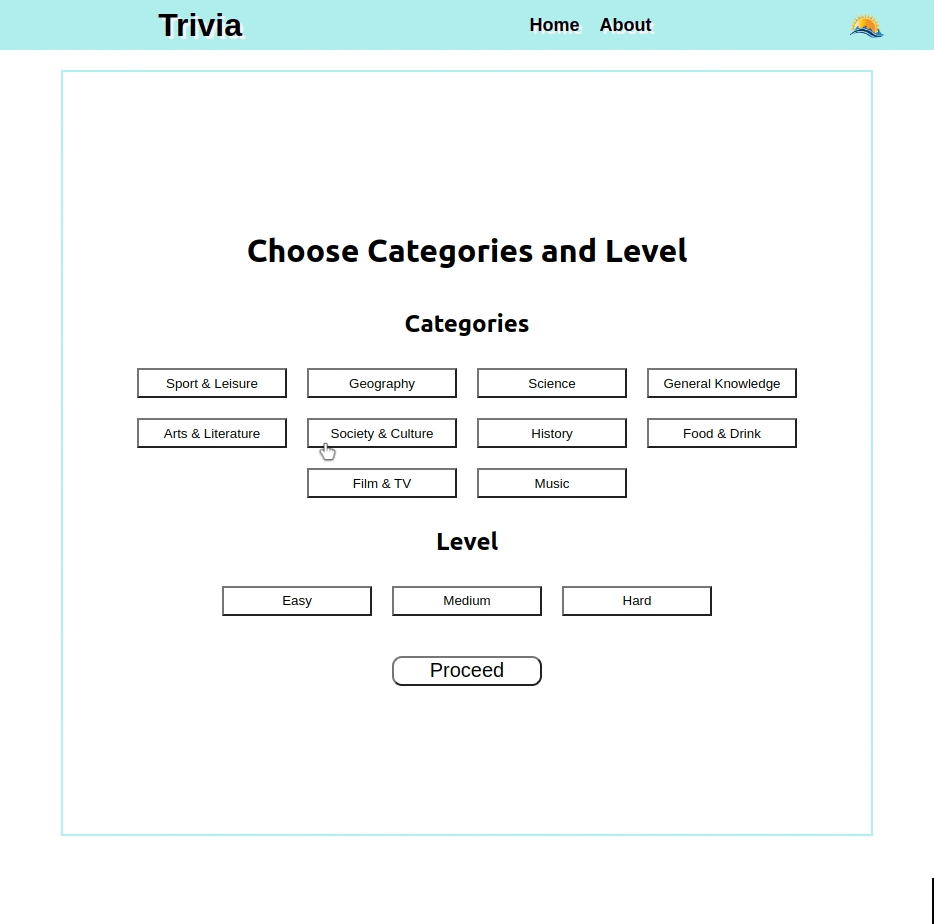 Trivia Home About
Choose Categories and Level
Categories
Sport & Leisure Geography Science General Knowledge
Arts & Literature Society & Culture History Food & Drink
Film & TV Music
Level
Easy Medium Hard
Proceed